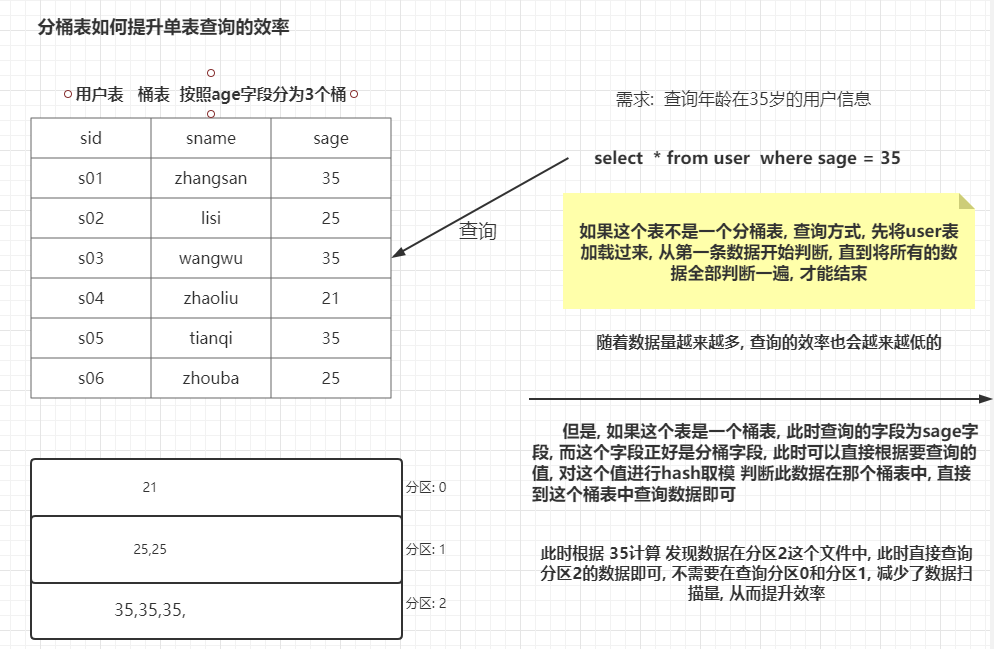 分桶表如何提升单表查询的效率
用户表 桶表 按照age字段分为3个桶
sid sname sage
s01 zhangsan 35
s02 lisi 25
s03 wangwu 35
s04 zhaoliu 21
s05 tianqi 35
s06 zhouba 25
查询
需求: 查询年龄在35岁的用户信息
select * from user where sage = 35
如果这个表不是一个分桶表, 查询方式, 先将user表
加载过来, 从第一条数据开始判断, 直到将所有的数
据全部判断一遍, 才能结束
随着数据量越来越多, 查询的效率也会越来越低的
但是, 如果这个表是一个桶表, 此时查询的字段为sage字
段, 而这个字段正好是分桶字段, 此时可以直接根据要查询的
值, 对这个值进行hash取模 判断此数据在那个桶表中, 直接
到这个桶表中查询数据即可
此时根据 35计算 发现数据在分区2这个文件中, 此时直接查询
分区2的数据即可, 不需要在查询分区0和分区1, 减少了数据扫
描量, 从而提升效率
21 分区: 0
25,25 分区: 1
35,35,35, 分区: 2